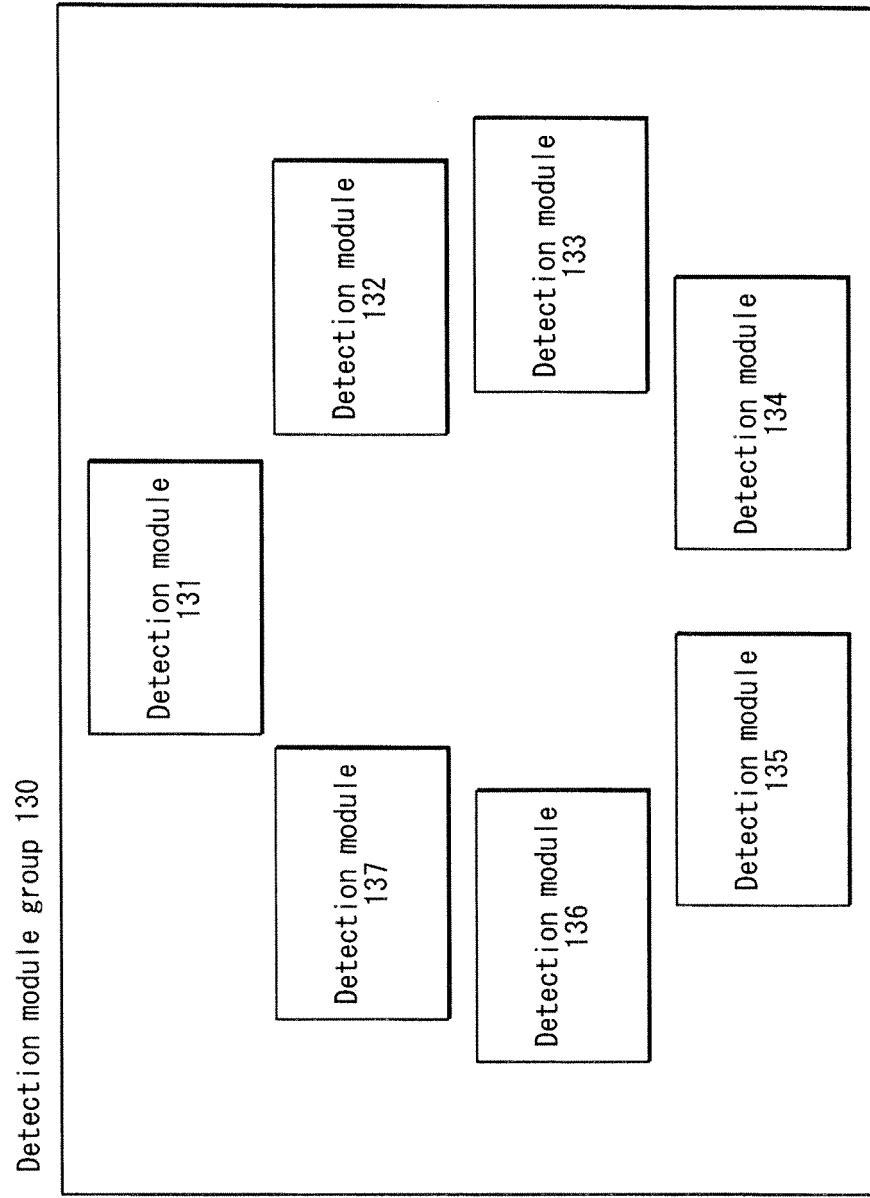 Detection module group 130
Detection module
131
Detection module
132
Detection module
133
Detection module
134
Detection module
135
Detection module
136
Detection module
137